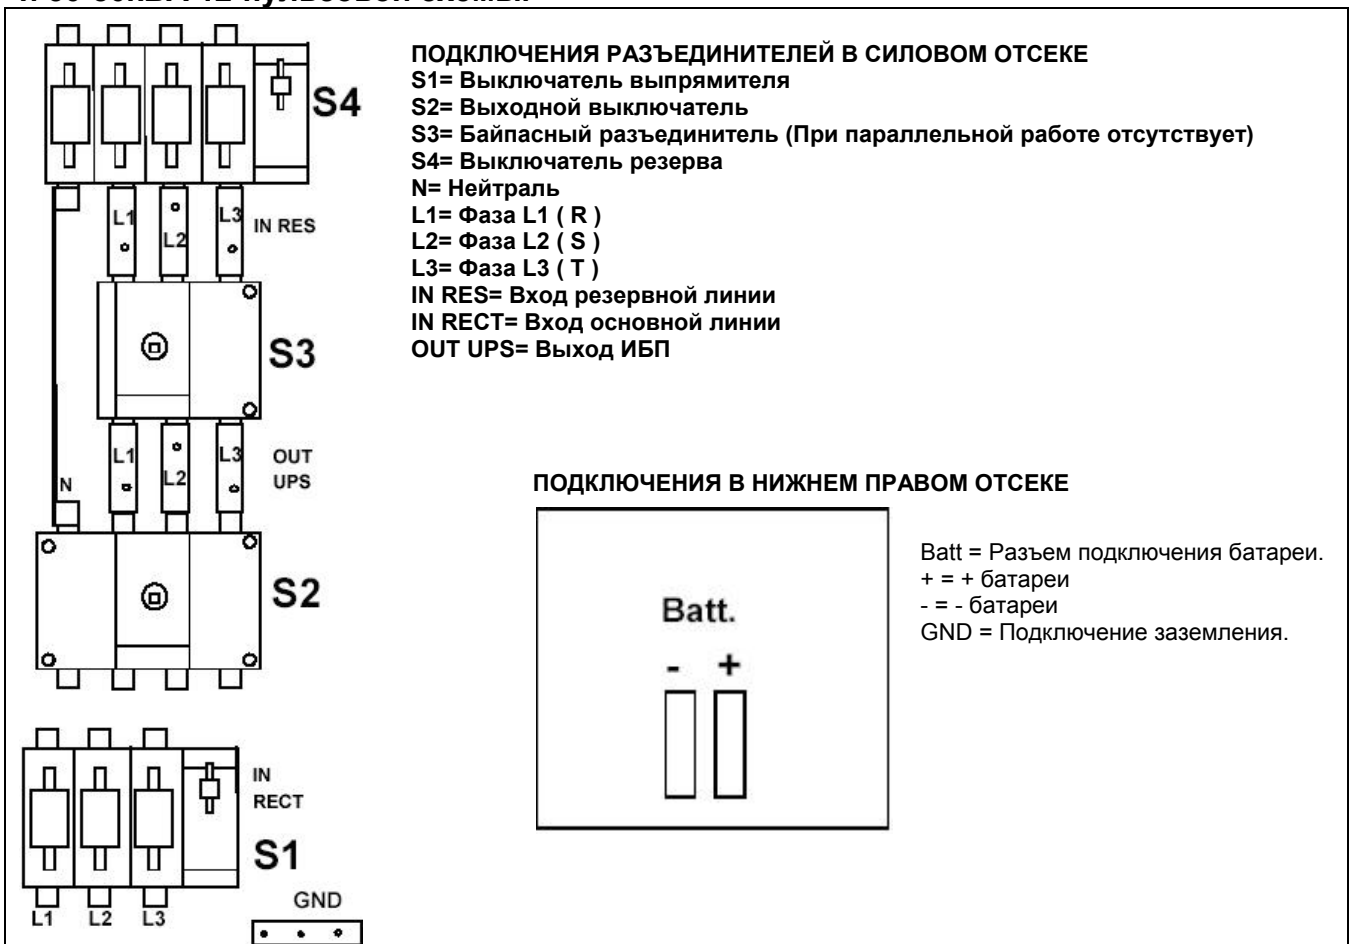 S4
L1
L2
L3
IN RES
S3
L1
L2
L3
OUT
UPS
N
S2
IN
RECT
S1
L1 L2 L3
GND
ПОДКЛЮЧЕНИЯ РАЗЪЕДИНИТЕЛЕЙ В СИЛОВОМ ОТСЕКЕ
S1= Выключатель выпрямителя
S2= Выходной выключатель
S3= Байпасный разъединитель (При параллельной работе отсутствует)
S4= Выключатель резерва
N= Нейтраль
L1= Фаза L1 ( R )
L2= Фаза L2 ( S )
L3= Фаза L3 ( T )
IN RES= Вход резервной линии
IN RECT= Вход основной линии
OUT UPS= Выход ИБП
ПОДКЛЮЧЕНИЯ В НИЖНЕМ ПРАВОМ ОТСЕКЕ
Batt.
- +
Batt = Разъем подключения батареи.
+ = + батареи
- = - батареи
GND = Подключение заземления.